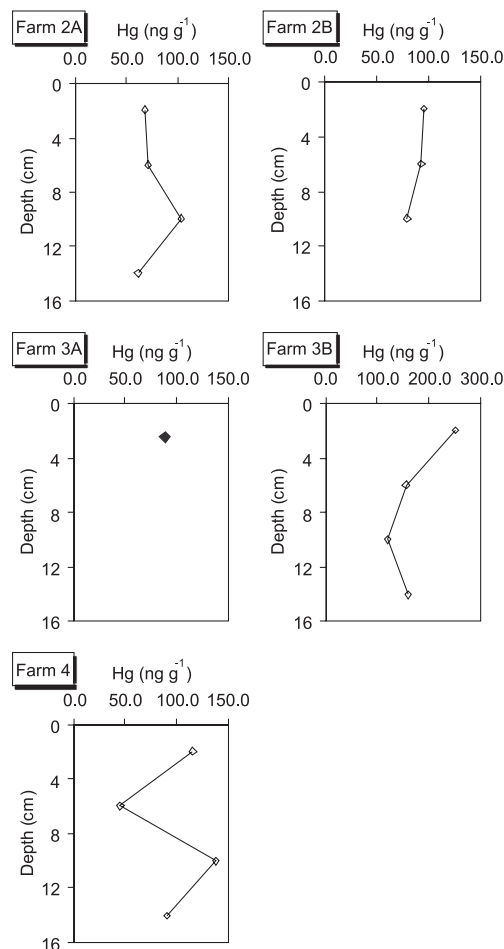 Farm 2A Hg (ng g⁻¹)
0.0 50.0 100.0 150.0
0
4
8
12
16
Depth (cm)
Farm 2B Hg (ng g⁻¹)
0.0 50.0 100.0 150.0
0
4
8
12
16
Depth (cm)
Farm 3A Hg (ng g⁻¹)
0.0 50.0 100.0 150.0
0
4
8
12
16
Depth (cm)
Farm 3B Hg (ng g⁻¹)
0.0 100.0 200.0 300.0
0
4
8
12
16
Depth (cm)
Farm 4 Hg (ng g⁻¹)
0.0 50.0 100.0 150.0
0
4
8
12
16
Depth (cm)